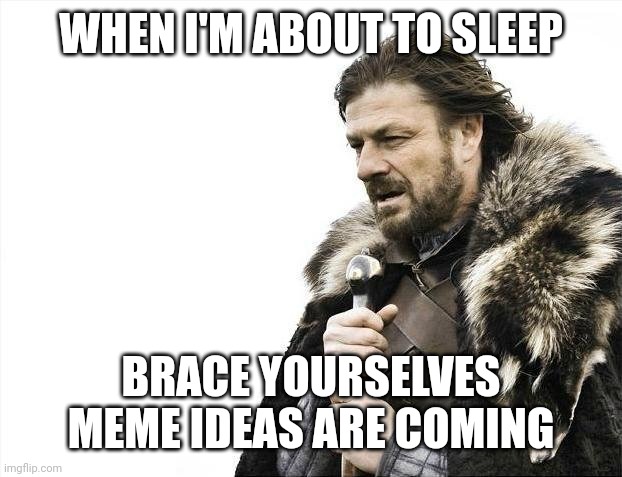 WHEN I'M ABOUT TO SLEEP
BRACE YOURSELVES
MEME IDEAS ARE COMING
imgflip.com